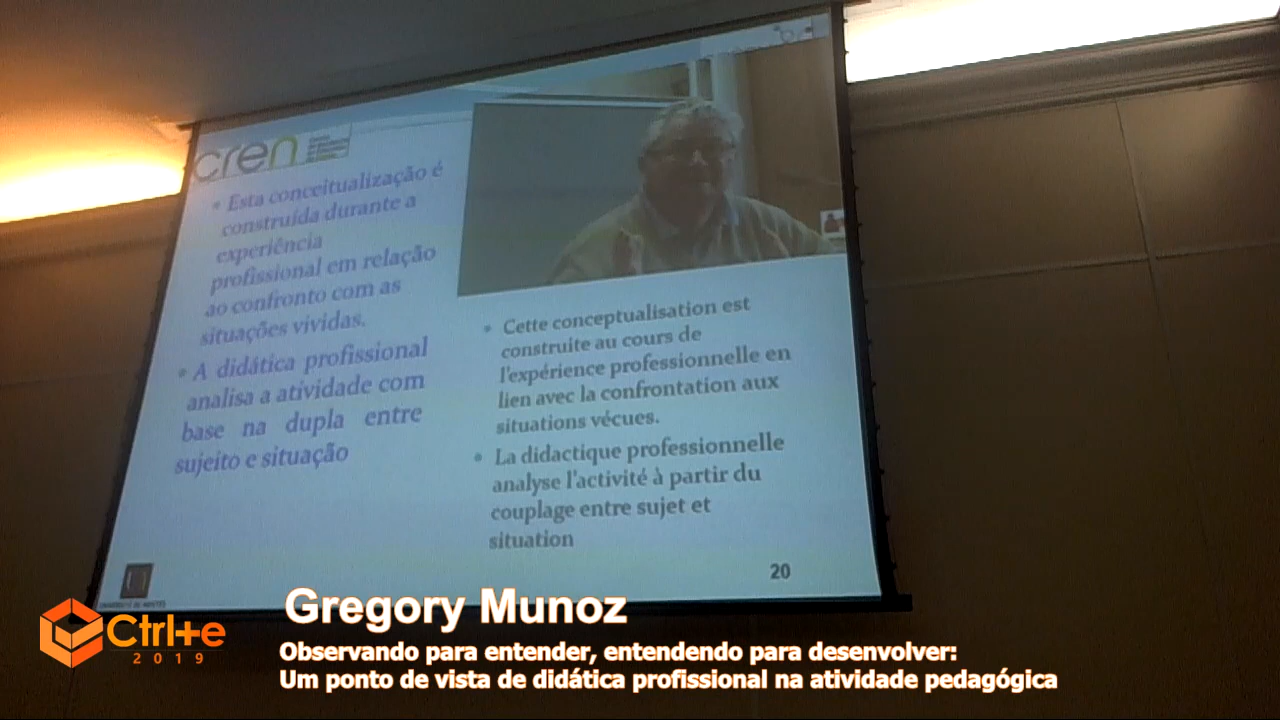 cren
• Esta conceitualização é
construída durante a
experiência
profissional em relação
ao confronto com as
situações vividas.
• A didática profissional
analisa a atividade com
base na dupla entre
sujeito e situação
• Cette conceptualisation est
construite au cours de
l'expérience professionnelle en
lien avec la confrontation aux
situations vécues.
• La didactique professionnelle
analyse l'activité à partir du
couplage entre sujet et
situation
20
Ctrl+e
2019
Gregory Munoz
Observando para entender, entendendo para desenvolver:
Um ponto de vista de didática profissional na atividade pedagógica